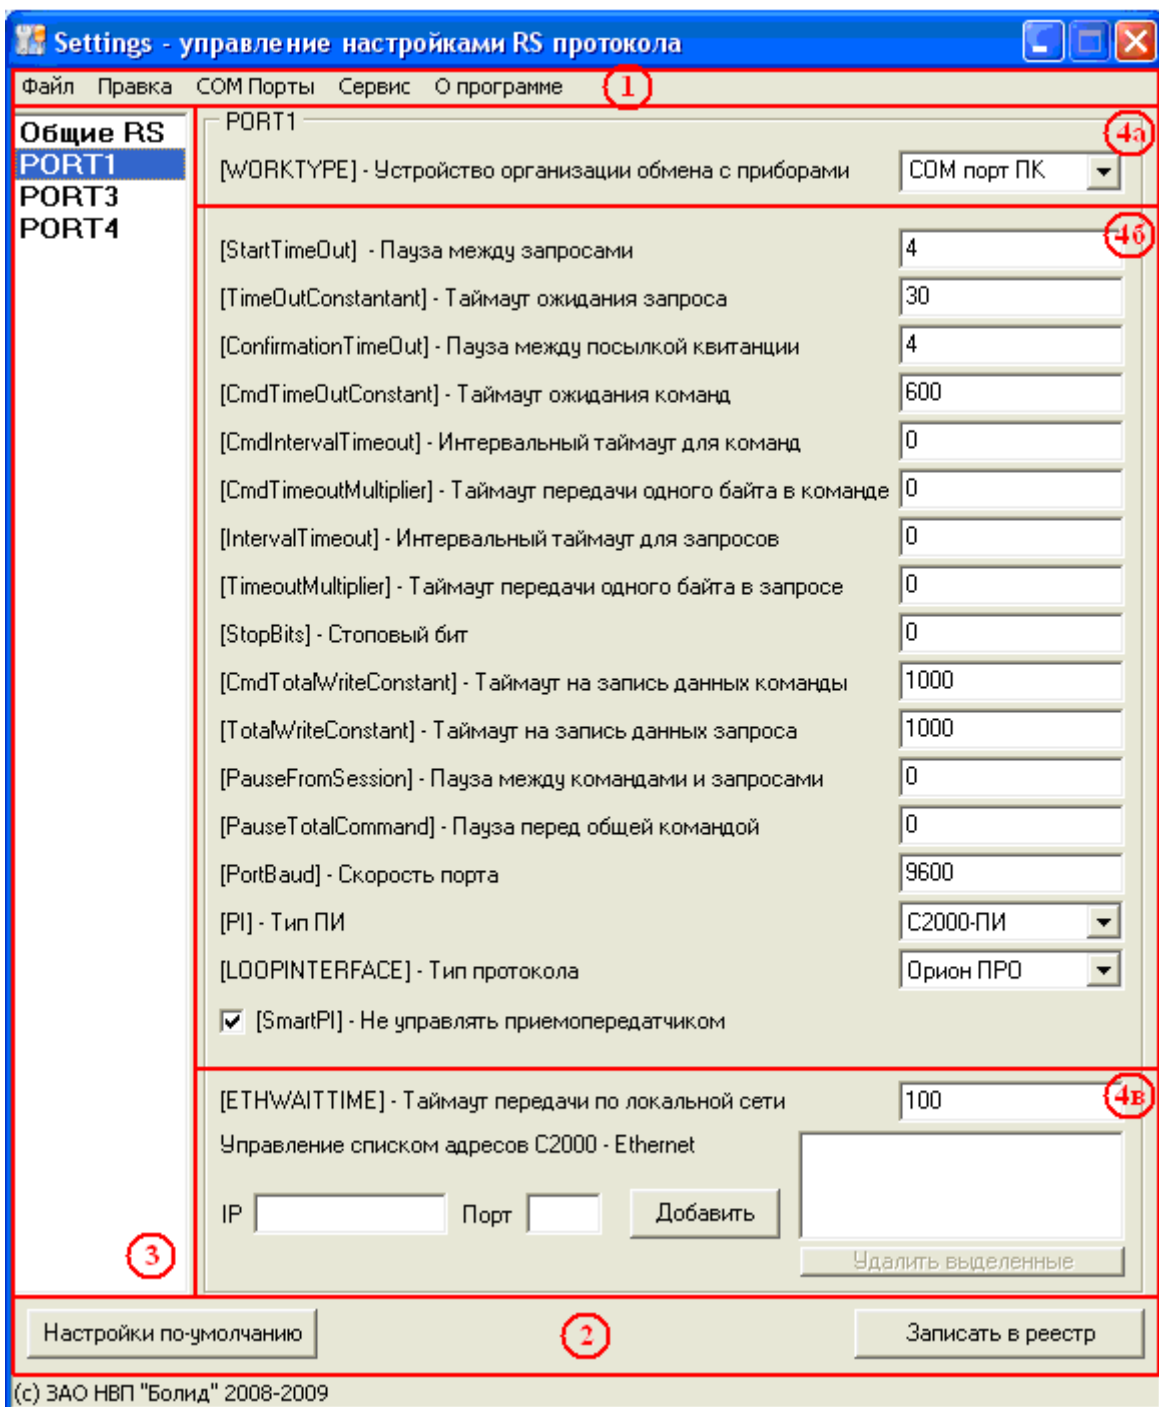 Settings - управление настройками RS протокола
Файл Правка COM Порты Сервис О программе 1
Общие RS
PORT1
PORT3
PORT4
3
PORT1 4а
[WORKTYPE] - Устройство организации обмена с приборами COM порт ПК
4б
[StartTimeOut] - Пауза между запросами 4
[TimeOutConstantant] - Таймаут ожидания запроса 30
[ConfirmationTimeOut] - Пауза между посылкой квитанции 4
[CmdTimeOutConstant] - Таймаут ожидания команд 600
[CmdIntervalTimeout] - Интервальный таймаут для команд 0
[CmdTimeoutMultiplier] - Таймаут передачи одного байта в команде 0
[IntervalTimeout] - Интервальный таймаут для запросов 0
[TimeoutMultiplier] - Таймаут передачи одного байта в запросе 0
[StopBits] - Стоповый бит 0
[CmdTotalWriteConstant] - Таймаут на запись данных команды 1000
[TotalWriteConstant] - Таймаут на запись данных запроса 1000
[PauseFromSession] - Пауза между командами и запросами 0
[PauseTotalCommand] - Пауза перед общей командой 0
[PortBaud] - Скорость порта 9600
[PI] - Тип ПИ С2000-ПИ
[LOOPINTERFACE] - Тип протокола Орион ПРО
[SmartPI] - Не управлять приемопередатчиком
[ETHWAITTIME] - Таймаут передачи по локальной сети 100 4в
Управление списком адресов С2000 - Ethernet
IP Порт Добавить
Удалить выделенные
Настройки по-умолчанию 2 Записать в реестр
(c) ЗАО НВП "Болид" 2008-2009